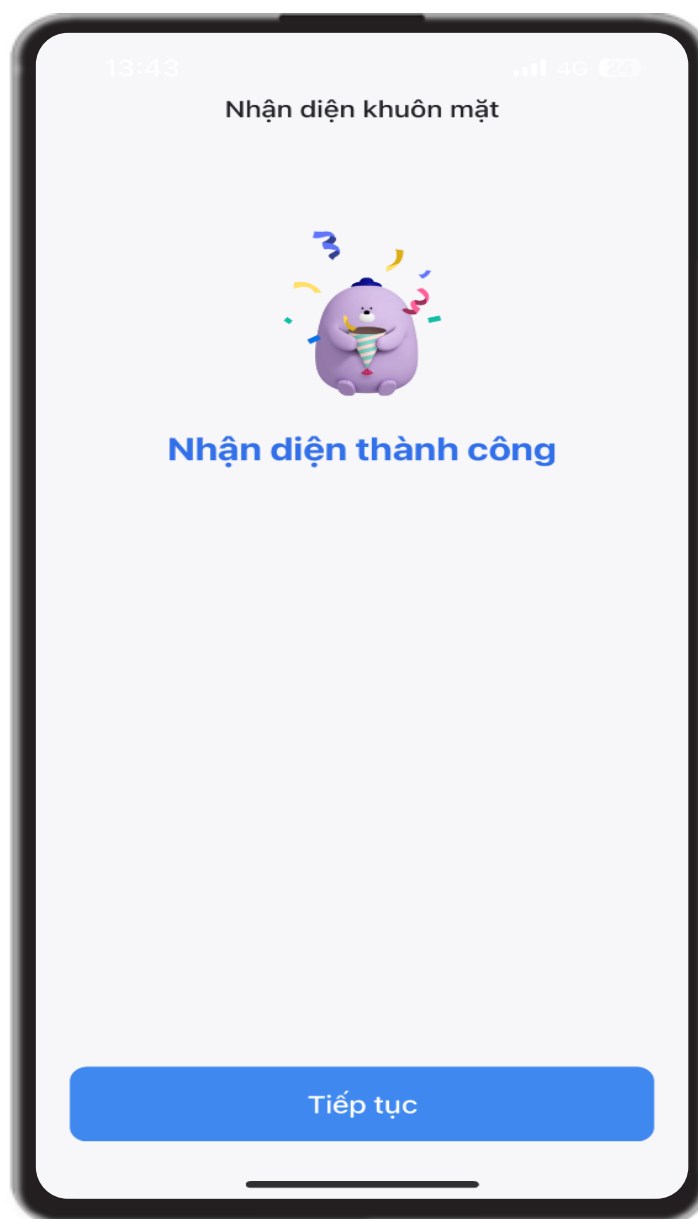 13:43 4G 24
Nhận diện khuôn mặt
Nhận diện thành công
Tiếp tục